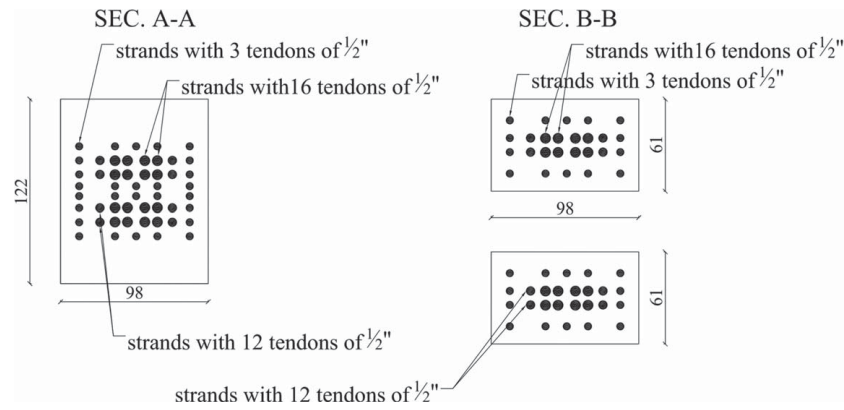 SEC. A-A
strands with 3 tendons of ½"
strands with16 tendons of ½"
122
98
strands with 12 tendons of ½"
SEC. B-B
strands with16 tendons of ½"
strands with 3 tendons of ½"
61
98
61
strands with 12 tendons of ½"